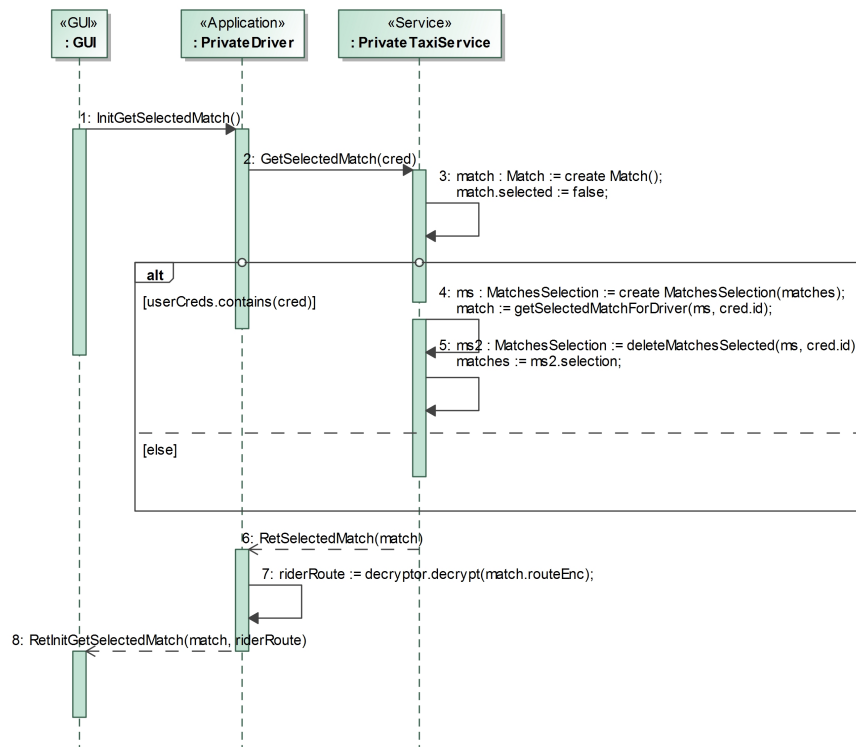 «GUI»
: GUI
«Application»
: PrivateDriver
«Service»
: PrivateTaxiService
1: InitGetSelectedMatch()
2: GetSelectedMatch(cred)
3: match : Match := create Match();
match.selected := false;
alt
[userCreds.contains(cred)]
4: ms : MatchesSelection := create MatchesSelection(matches);
match := getSelectedMatchForDriver(ms, cred.id);
5: ms2 : MatchesSelection := deleteMatchesSelected(ms, cred.id)
matches := ms2.selection;
[else]
6: RetSelectedMatch(match)
7: riderRoute := decryptor.decrypt(match.routeEnc);
8: RetInitGetSelectedMatch(match, riderRoute)